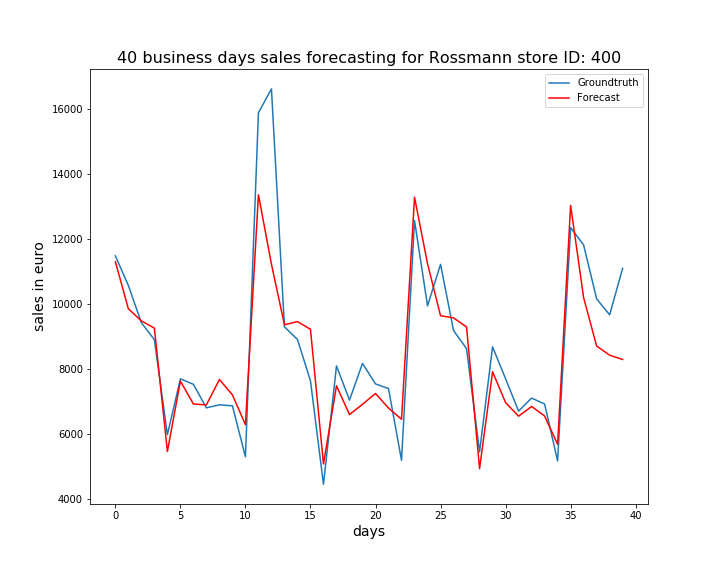 40 business days sales forecasting for Rossmann store ID: 400
Groundtruth
Forecast
16000
14000
12000
10000
8000
6000
4000
sales in euro
0 5 10 15 20 25 30 35 40
days